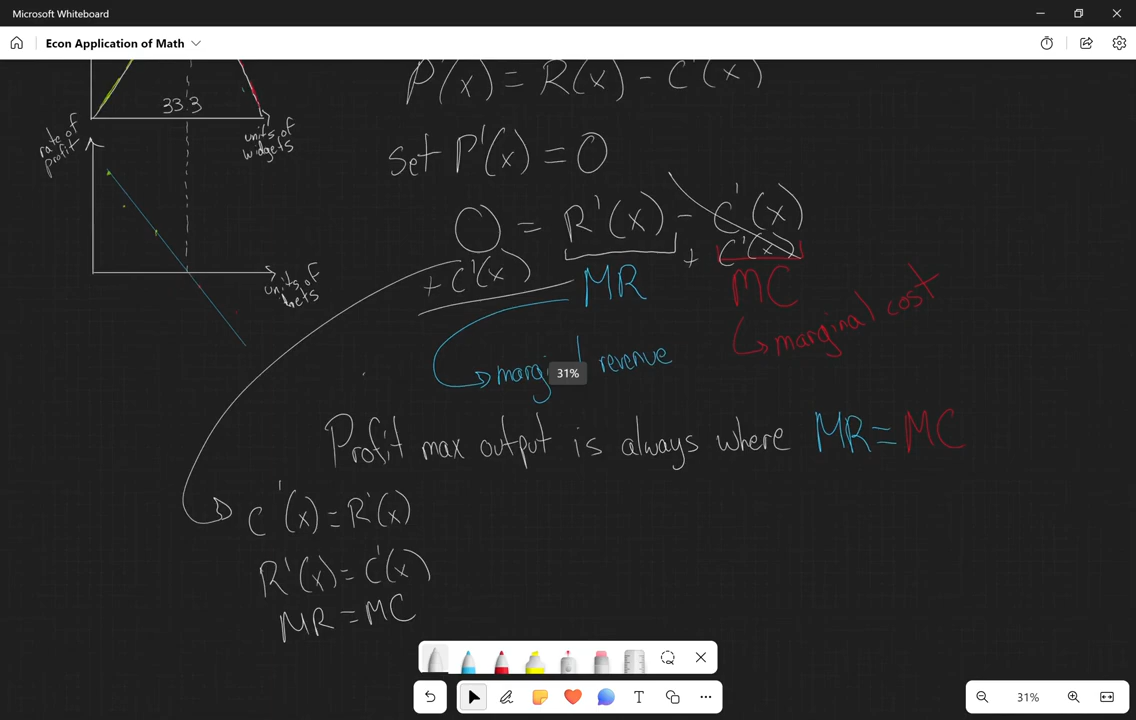 Microsoft Whiteboard
Econ Application of Math
P'(x) = R'(x) - C'(x)
33.3
rate of
profit
units of
widgets
Set P'(x) = 0
0 = R'(x) - C'(x)
+ C'(x) + C'(x)
MR MC
units of
marginal cost
revenue
31%
Profit max output is always where MR = MC
C'(x) = R'(x)
R'(x) = C'(x)
MR = MC
T
31%